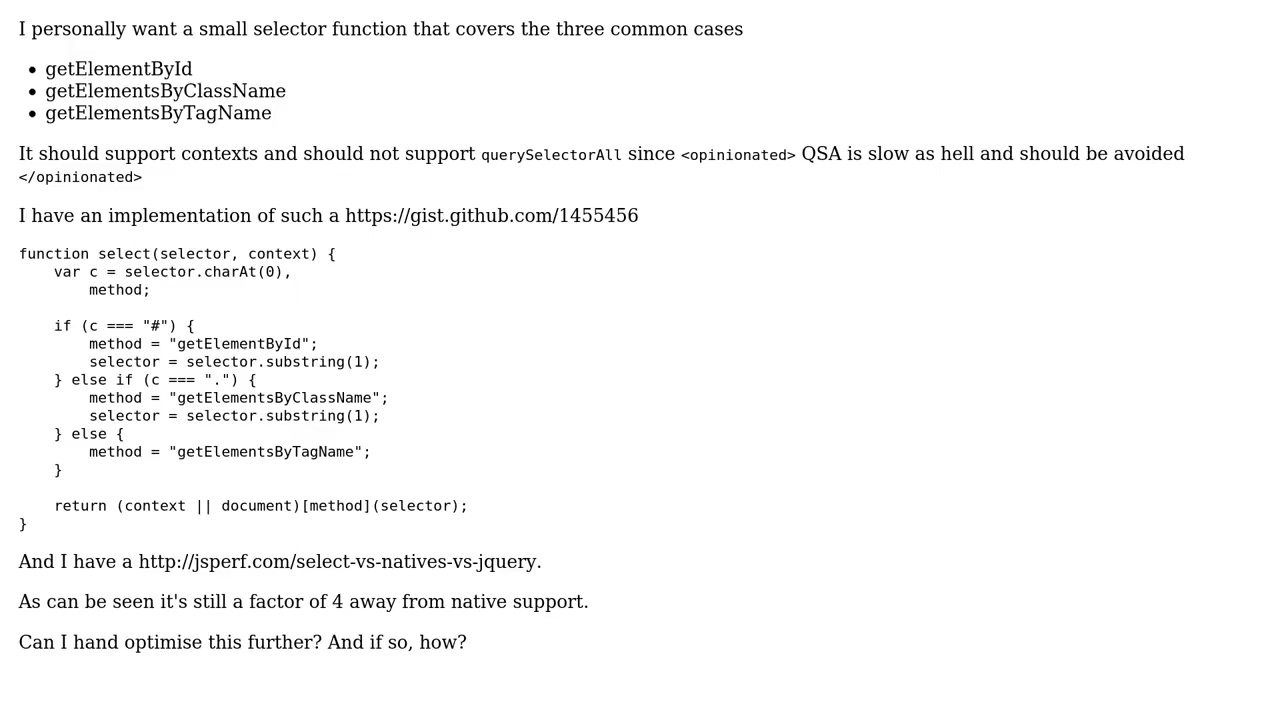 I personally want a small selector function that covers the three common cases
• getElementById
• getElementsByClassName
• getElementsByTagName
It should support contexts and should not support querySelectorAll since <opinionated> QSA is slow as hell and should be avoided
</opinionated>
I have an implementation of such a https://gist.github.com/1455456
function select(selector, context) {
    var c = selector.charAt(0),
        method;
    if (c === "#") {
        method = "getElementById";
        selector = selector.substring(1);
    } else if (c === ".") {
        method = "getElementsByClassName";
        selector = selector.substring(1);
    } else {
        method = "getElementsByTagName";
    }
    return (context || document)[method](selector);
}
And I have a http://jsperf.com/select-vs-natives-vs-jquery.
As can be seen it's still a factor of 4 away from native support.
Can I hand optimise this further? And if so, how?